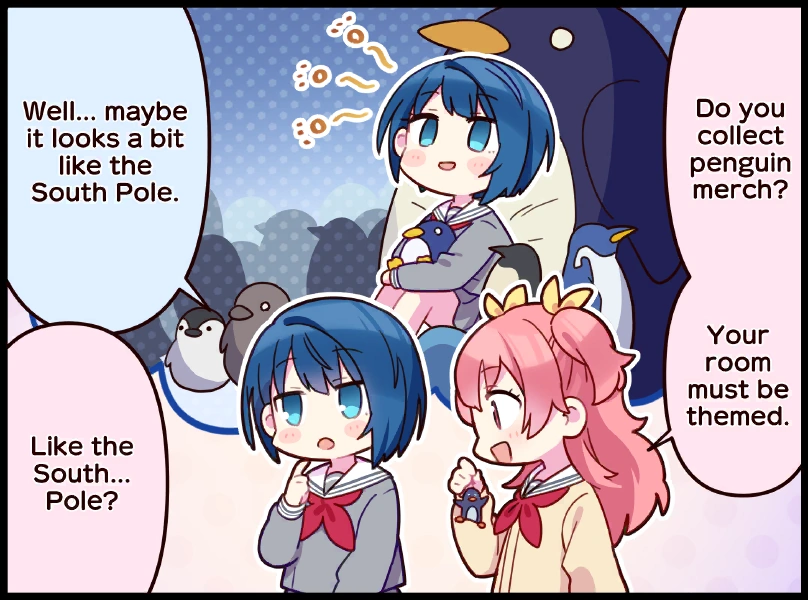 Do you
collect
penguin
merch?
Your
room
must be
themed.
Well... maybe
it looks a bit
like the
South Pole.
Like the
South...
Pole?